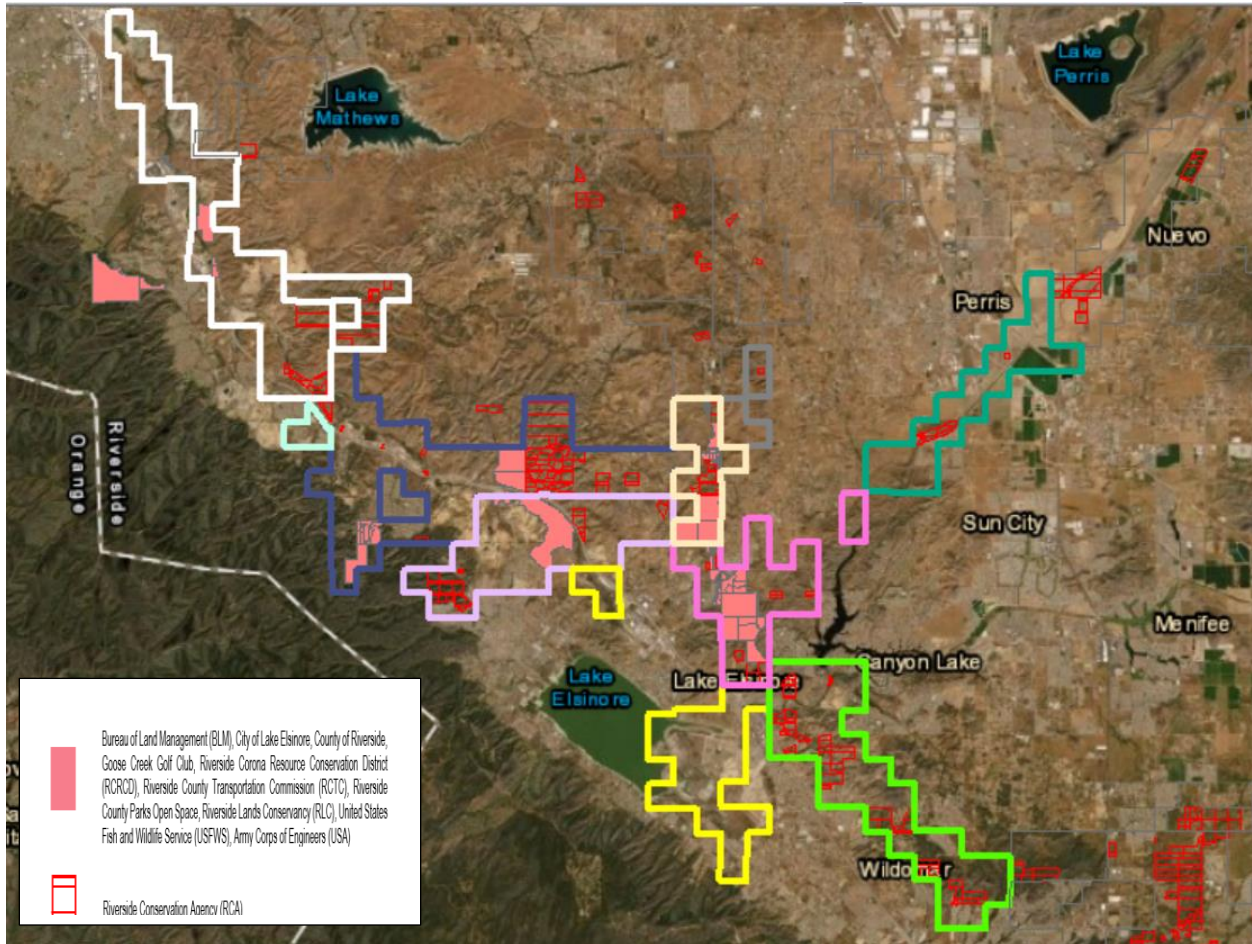 Lake
Mathews
Lake
Perris
Nuevo
Perris
Riverside
Orange
Sun City
Menifee
Canyon Lake
Lake Elsinore
Lake
Elsinore
Wildomar
Bureau of Land Management (BLM), City of Lake Elsinore, County of Riverside,
Goose Creek Golf Club, Riverside Corona Resource Conservation District
(RCRCD), Riverside County Transportation Commission (RCTC), Riverside
County Parks Open Space, Riverside Lands Conservancy (RLC), United States
Fish and Wildlife Service (USFWS), Army Corps of Engineers (USA)
Riverside Conservation Agency (RCA)